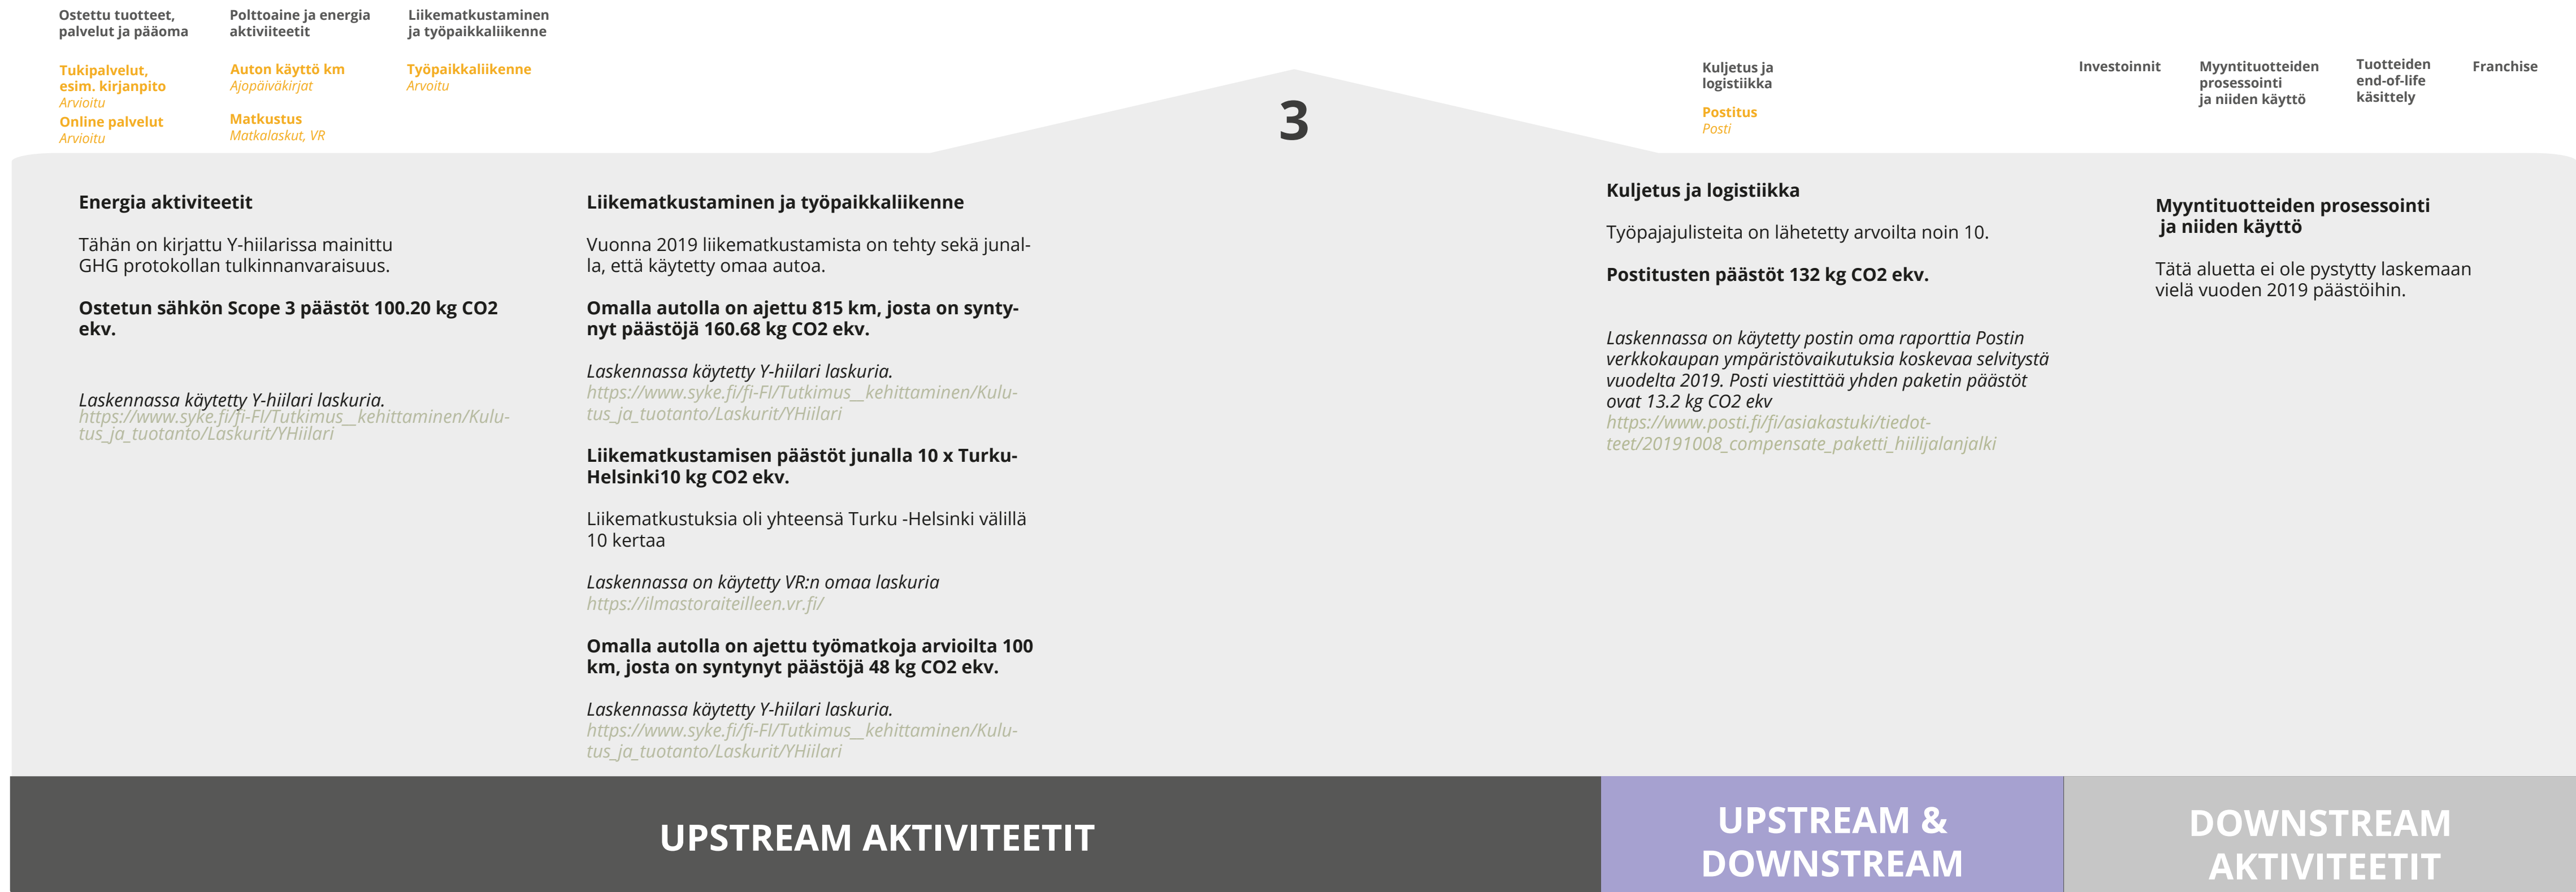 Ostettu tuotteet,
palvelut ja pääoma
Tukipalvelut,
esim. kirjanpito
Arvioitu
Online palvelut
Arvioitu
Polttoaine ja energia
aktiviiteetit
Auton käyttö km
Ajopäiväkirjat
Matkustus
Matkalaskut, VR
Liikematkustaminen
ja työpaikkaliikenne
Työpaikkaliikenne
Arvoitu
3
Kuljetus ja
logistiikka
Postitus
Posti
Investoinnit
Myyntituotteiden
prosessointi
ja niiden käyttö
Tuotteiden
end-of-life
käsittely
Franchise
Energia aktiviteetit
Tähän on kirjattu Y-hiilarissa mainittu
GHG protokollan tulkinnanvaraisuus.
Ostetun sähkön Scope 3 päästöt 100.20 kg CO2
ekv.
Laskennassa käytetty Y-hiilari laskuria.
https://www.syke.fi/fi-FI/Tutkimus__kehittaminen/Kulu-
tus_ja_tuotanto/Laskurit/YHiilari
Liikematkustaminen ja työpaikkaliikenne
Vuonna 2019 liikematkustamista on tehty sekä junal-
la, että käytetty omaa autoa.
Omalla autolla on ajettu 815 km, josta on synty-
nyt päästöjä 160.68 kg CO2 ekv.
Laskennassa käytetty Y-hiilari laskuria.
https://www.syke.fi/fi-FI/Tutkimus__kehittaminen/Kulu-
tus_ja_tuotanto/Laskurit/YHiilari
Liikematkustamisen päästöt junalla 10 x Turku-
Helsinki10 kg CO2 ekv.
Liikematkustuksia oli yhteensä Turku -Helsinki välillä
10 kertaa
Laskennassa on käytetty VR:n omaa laskuria
https://ilmastoraiteilleen.vr.fi/
Omalla autolla on ajettu työmatkoja arvioilta 100
km, josta on syntynyt päästöjä 48 kg CO2 ekv.
Laskennassa käytetty Y-hiilari laskuria.
https://www.syke.fi/fi-FI/Tutkimus__kehittaminen/Kulu-
tus_ja_tuotanto/Laskurit/YHiilari
Kuljetus ja logistiikka
Työpajajulisteita on lähetetty arvoilta noin 10.
Postitusten päästöt 132 kg CO2 ekv.
Laskennassa on käytetty postin oma raporttia Postin
verkkokaupan ympäristövaikutuksia koskevaa selvitystä
vuodelta 2019. Posti viestittää yhden paketin päästöt
ovat 13.2 kg CO2 ekv
https://www.posti.fi/fi/asiakastuki/tiedot-
teet/20191008_compensate_paketti_hiilijalanjalki
Myyntituotteiden prosessointi
ja niiden käyttö
Tätä aluetta ei ole pystytty laskemaan
vielä vuoden 2019 päästöihin.
UPSTREAM AKTIVITEETIT
UPSTREAM &
DOWNSTREAM
DOWNSTREAM
AKTIVITEETIT